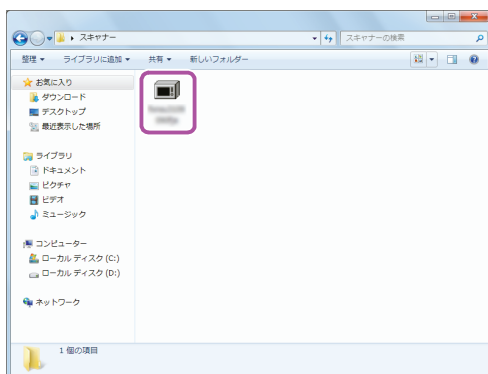 スキャナー
スキャナーの検索
整理
ライブラリに追加
共有
新しいフォルダー
お気に入り
ダウンロード
デスクトップ
最近表示した場所
ライブラリ
ドキュメント
ピクチャ
ビデオ
ミュージック
コンピューター
ローカル ディスク (C:)
ローカル ディスク (D:)
ネットワーク
1 個の項目